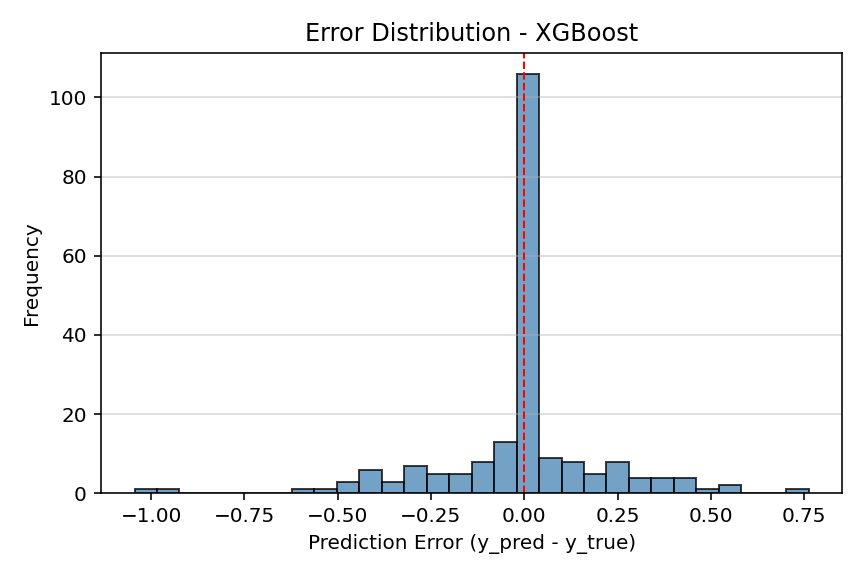 Error Distribution - XGBoost
Frequency
100
80
60
40
20
0
−1.00 −0.75 −0.50 −0.25 0.00 0.25 0.50 0.75
Prediction Error (y_pred - y_true)